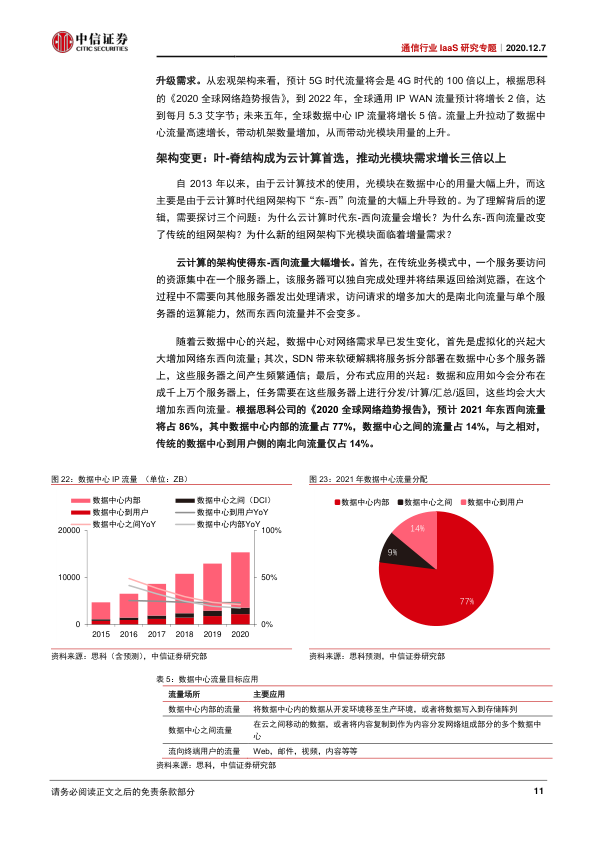 中信证券
CITIC SECURITIES
通信行业 IaaS 研究专题｜2020.12.7
升级需求。从宏观架构来看，预计 5G 时代流量将会是 4G 时代的 100 倍以上，根据思科
的《2020 全球网络趋势报告》，到 2022 年，全球通用 IP WAN 流量预计将增长 2 倍，达
到每月 5.3 艾字节；未来五年，全球数据中心 IP 流量将增长 5 倍。流量上升拉动了数据中
心流量高速增长，带动机架数量增加，从而带动光模块用量的上升。
架构变更：叶-脊结构成为云计算首选，推动光模块需求增长三倍以上
自 2013 年以来，由于云计算技术的使用，光模块在数据中心的用量大幅上升，而这
主要是由于云计算时代组网架构下“东-西”向流量的大幅上升导致的。为了理解背后的逻
辑，需要探讨三个问题：为什么云计算时代东-西向流量会增长？为什么东-西向流量改变
了传统的组网架构？为什么新的组网架构下光模块面临着增量需求？
云计算的架构使得东-西向流量大幅增长。首先，在传统业务模式中，一个服务要访问
的资源集中在一个服务器上，该服务器可以独自完成处理并将结果返回给浏览器，在这个
过程中不需要向其他服务器发出处理请求，访问请求的增多加大的是南北向流量与单个服
务器的运算能力，然而东西向流量并不会变多。
随着云数据中心的兴起，数据中心对网络需求早已发生变化，首先是虚拟化的兴起大
大增加网络东西向流量；其次，SDN 带来软硬解耦将服务拆分部署在数据中心多个服务器
上，这些服务器之间产生频繁通信；最后，分布式应用的兴起：数据和应用如今会分布在
成千上万个服务器上，任务需要在这些服务器上进行分发/计算/汇总/返回，这些均会大大
增加东西向流量。根据思科公司的《2020 全球网络趋势报告》，预计 2021 年东西向流量
将占 86%，其中数据中心内部的流量占 77%，数据中心之间的流量占 14%，与之相对，
传统的数据中心到用户侧的南北向流量仅占 14%。
图 22：数据中心 IP 流量 （单位：ZB）
数据中心内部 数据中心之间（DCI）
数据中心到用户 数据中心到用户YoY
数据中心之间YoY 数据中心内部YoY
20000 100%
10000 50%
0 0%
2015 2016 2017 2018 2019 2020
资料来源：思科（含预测），中信证券研究部
图 23：2021 年数据中心流量分配
数据中心内部 数据中心之间 数据中心到用户
14%
9%
77%
资料来源：思科预测，中信证券研究部
表 5：数据中心流量目标应用
流量场所 主要应用
数据中心内部的流量 将数据中心内的数据从开发环境移至生产环境，或者将数据写入到存储阵列
数据中心之间流量 在云之间移动的数据，或者将内容复制到作为内容分发网络组成部分的多个数据中
心
流向终端用户的流量 Web，邮件，视频，内容等等
资料来源：思科，中信证券研究部
请务必阅读正文之后的免责条款部分 11